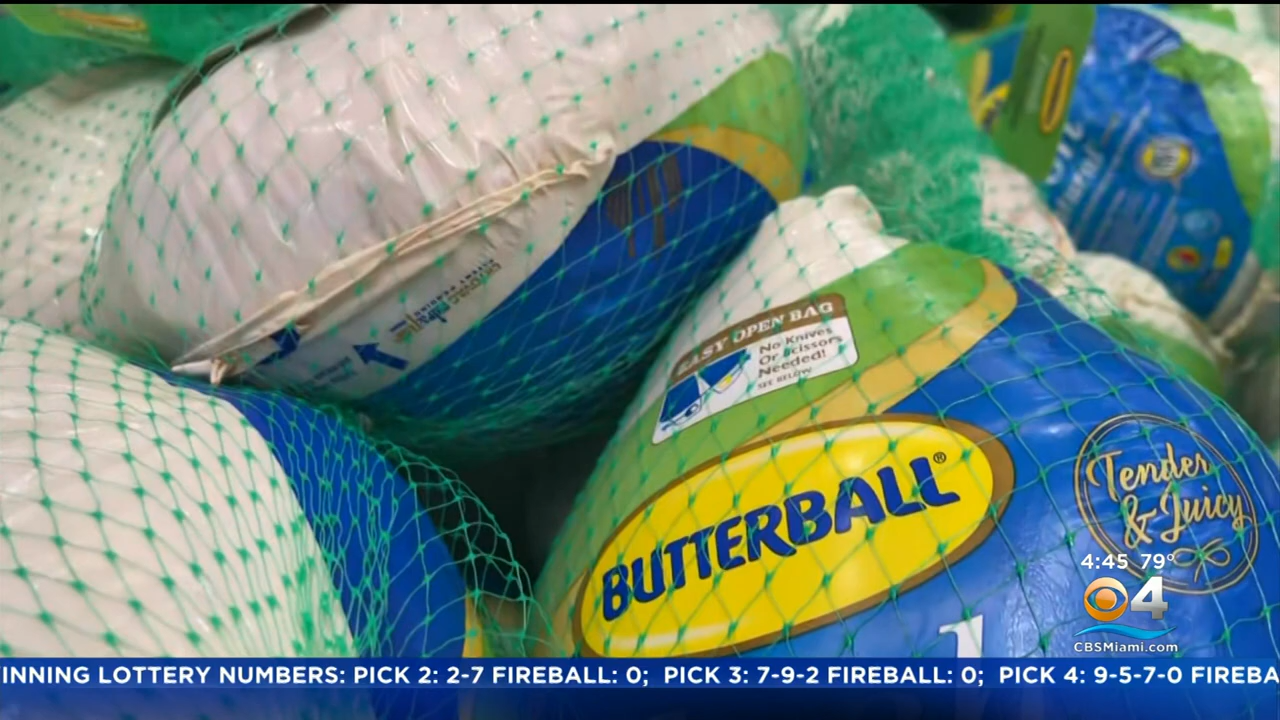 EASY OPEN BAG
No Knives
Or Scissors
Needed!
SEE BELOW
BUTTERBALL®
Tender
& Juicy
4:45 79°
4
CBSMiami.com
INNING LOTTERY NUMBERS: PICK 2: 2-7 FIREBALL: 0; PICK 3: 7-9-2 FIREBALL: 0; PICK 4: 9-5-7-0 FIREBA